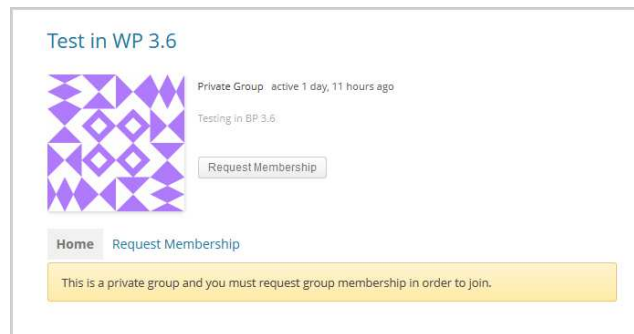 Test in WP 3.6
Private Group active 1 day, 11 hours ago
Testing in BP 3.6
Request Membership
Home Request Membership
This is a private group and you must request group membership in order to join.